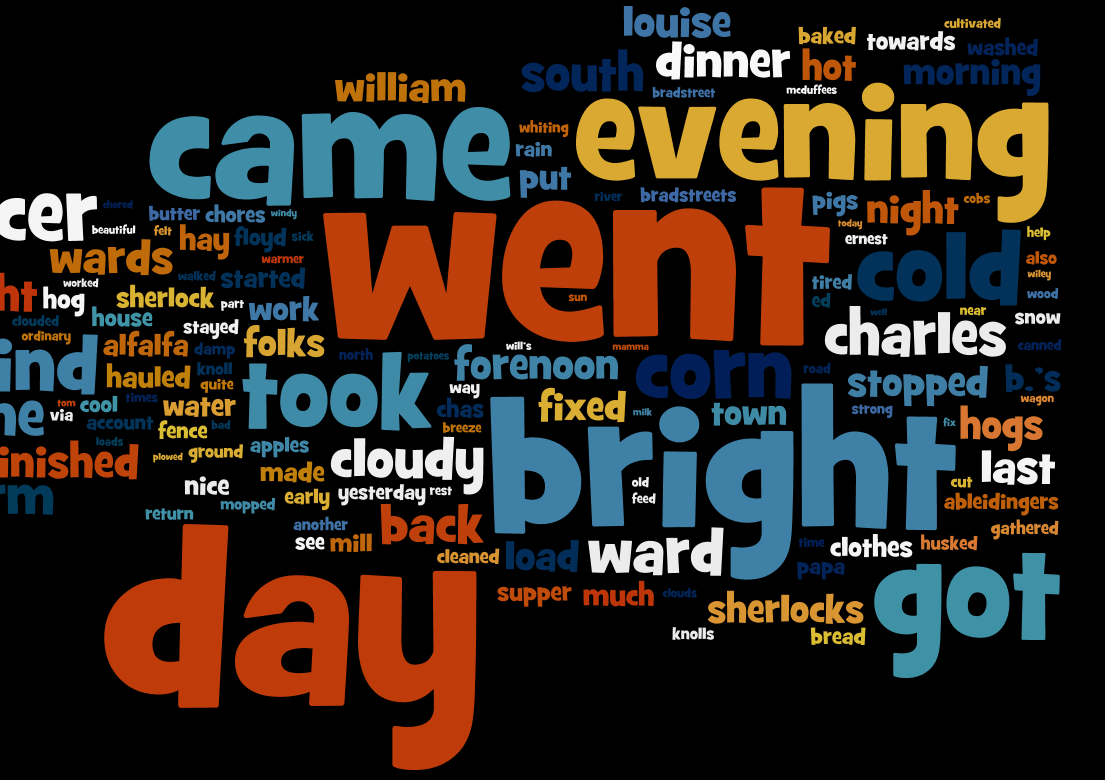 louise
cultivated
baked
towards
washed
dinner
hot
south
morning
william
bradstreet
mcduffees
came
evening
whiting
rain
put
river
bradstreets
pigs
night
cobs
cer
chored
beautiful
butter
chores
windy
went
today
felt
hay
floyd
sick
ernest
help
wards
warmer
cold
also
worked
walked
started
tired
wiley
ht
hog
sherlock
part
work
sun
ed
wood
clouded
house
stayed
well
near
snow
ordinary
alfalfa
damp
folks
charles
canned
ind
north
potatoes
will's
mamma
hauled
knoll
quite
took
forenoon
corn
road
stopped
b.'s
ne
tom
via
cool
times
water
way
fixed
milk
town
strong
wagon
account
fence
bad
chas
breeze
bright
fix
hogs
inished
loads
plowed
ground
apples
cloudy
last
rm
nice
made
early
yesterday
rest
old
feed
cut
ableidingers
return
mopped
another
back
gathered
see
mill
cleaned
load
ward
time
clothes
husked
papa
day
supper
much
clouds
sherlocks
got
knolls
bread